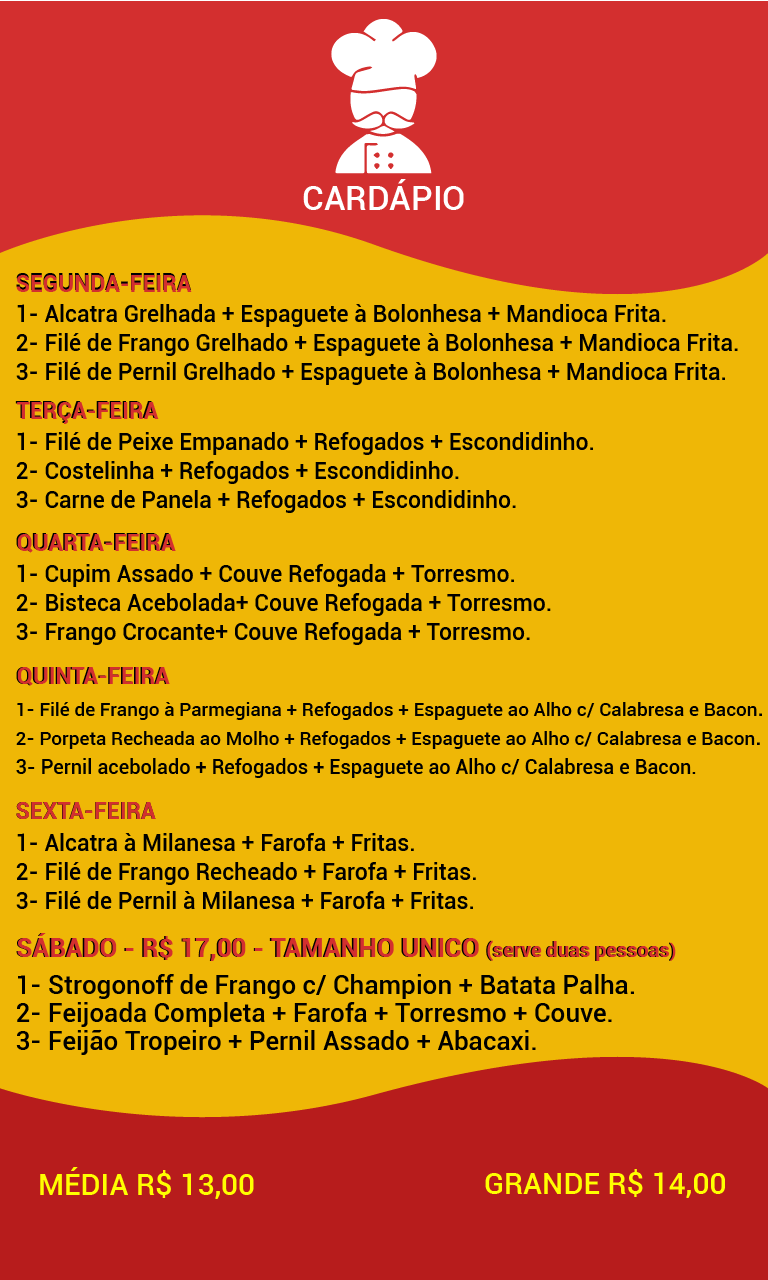 CARDÁPIO
SEGUNDA-FEIRA
1- Alcatra Grelhada + Espaguete à Bolonhesa + Mandioca Frita.
2- Filé de Frango Grelhado + Espaguete à Bolonhesa + Mandioca Frita.
3- Filé de Pernil Grelhado + Espaguete à Bolonhesa + Mandioca Frita.
TERÇA-FEIRA
1- Filé de Peixe Empanado + Refogados + Escondidinho.
2- Costelinha + Refogados + Escondidinho.
3- Carne de Panela + Refogados + Escondidinho.
QUARTA-FEIRA
1- Cupim Assado + Couve Refogada + Torresmo.
2- Bisteca Acebolada+ Couve Refogada + Torresmo.
3- Frango Crocante+ Couve Refogada + Torresmo.
QUINTA-FEIRA
1- Filé de Frango à Parmegiana + Refogados + Espaguete ao Alho c/ Calabresa e Bacon.
2- Porpeta Recheada ao Molho + Refogados + Espaguete ao Alho c/ Calabresa e Bacon.
3- Pernil acebolado + Refogados + Espaguete ao Alho c/ Calabresa e Bacon.
SEXTA-FEIRA
1- Alcatra à Milanesa + Farofa + Fritas.
2- Filé de Frango Recheado + Farofa + Fritas.
3- Filé de Pernil à Milanesa + Farofa + Fritas.
SÁBADO - R$ 17,00 - TAMANHO UNICO (serve duas pessoas)
1- Strogonoff de Frango c/ Champion + Batata Palha.
2- Feijoada Completa + Farofa + Torresmo + Couve.
3- Feijão Tropeiro + Pernil Assado + Abacaxi.
MÉDIA R$ 13,00 GRANDE R$ 14,00